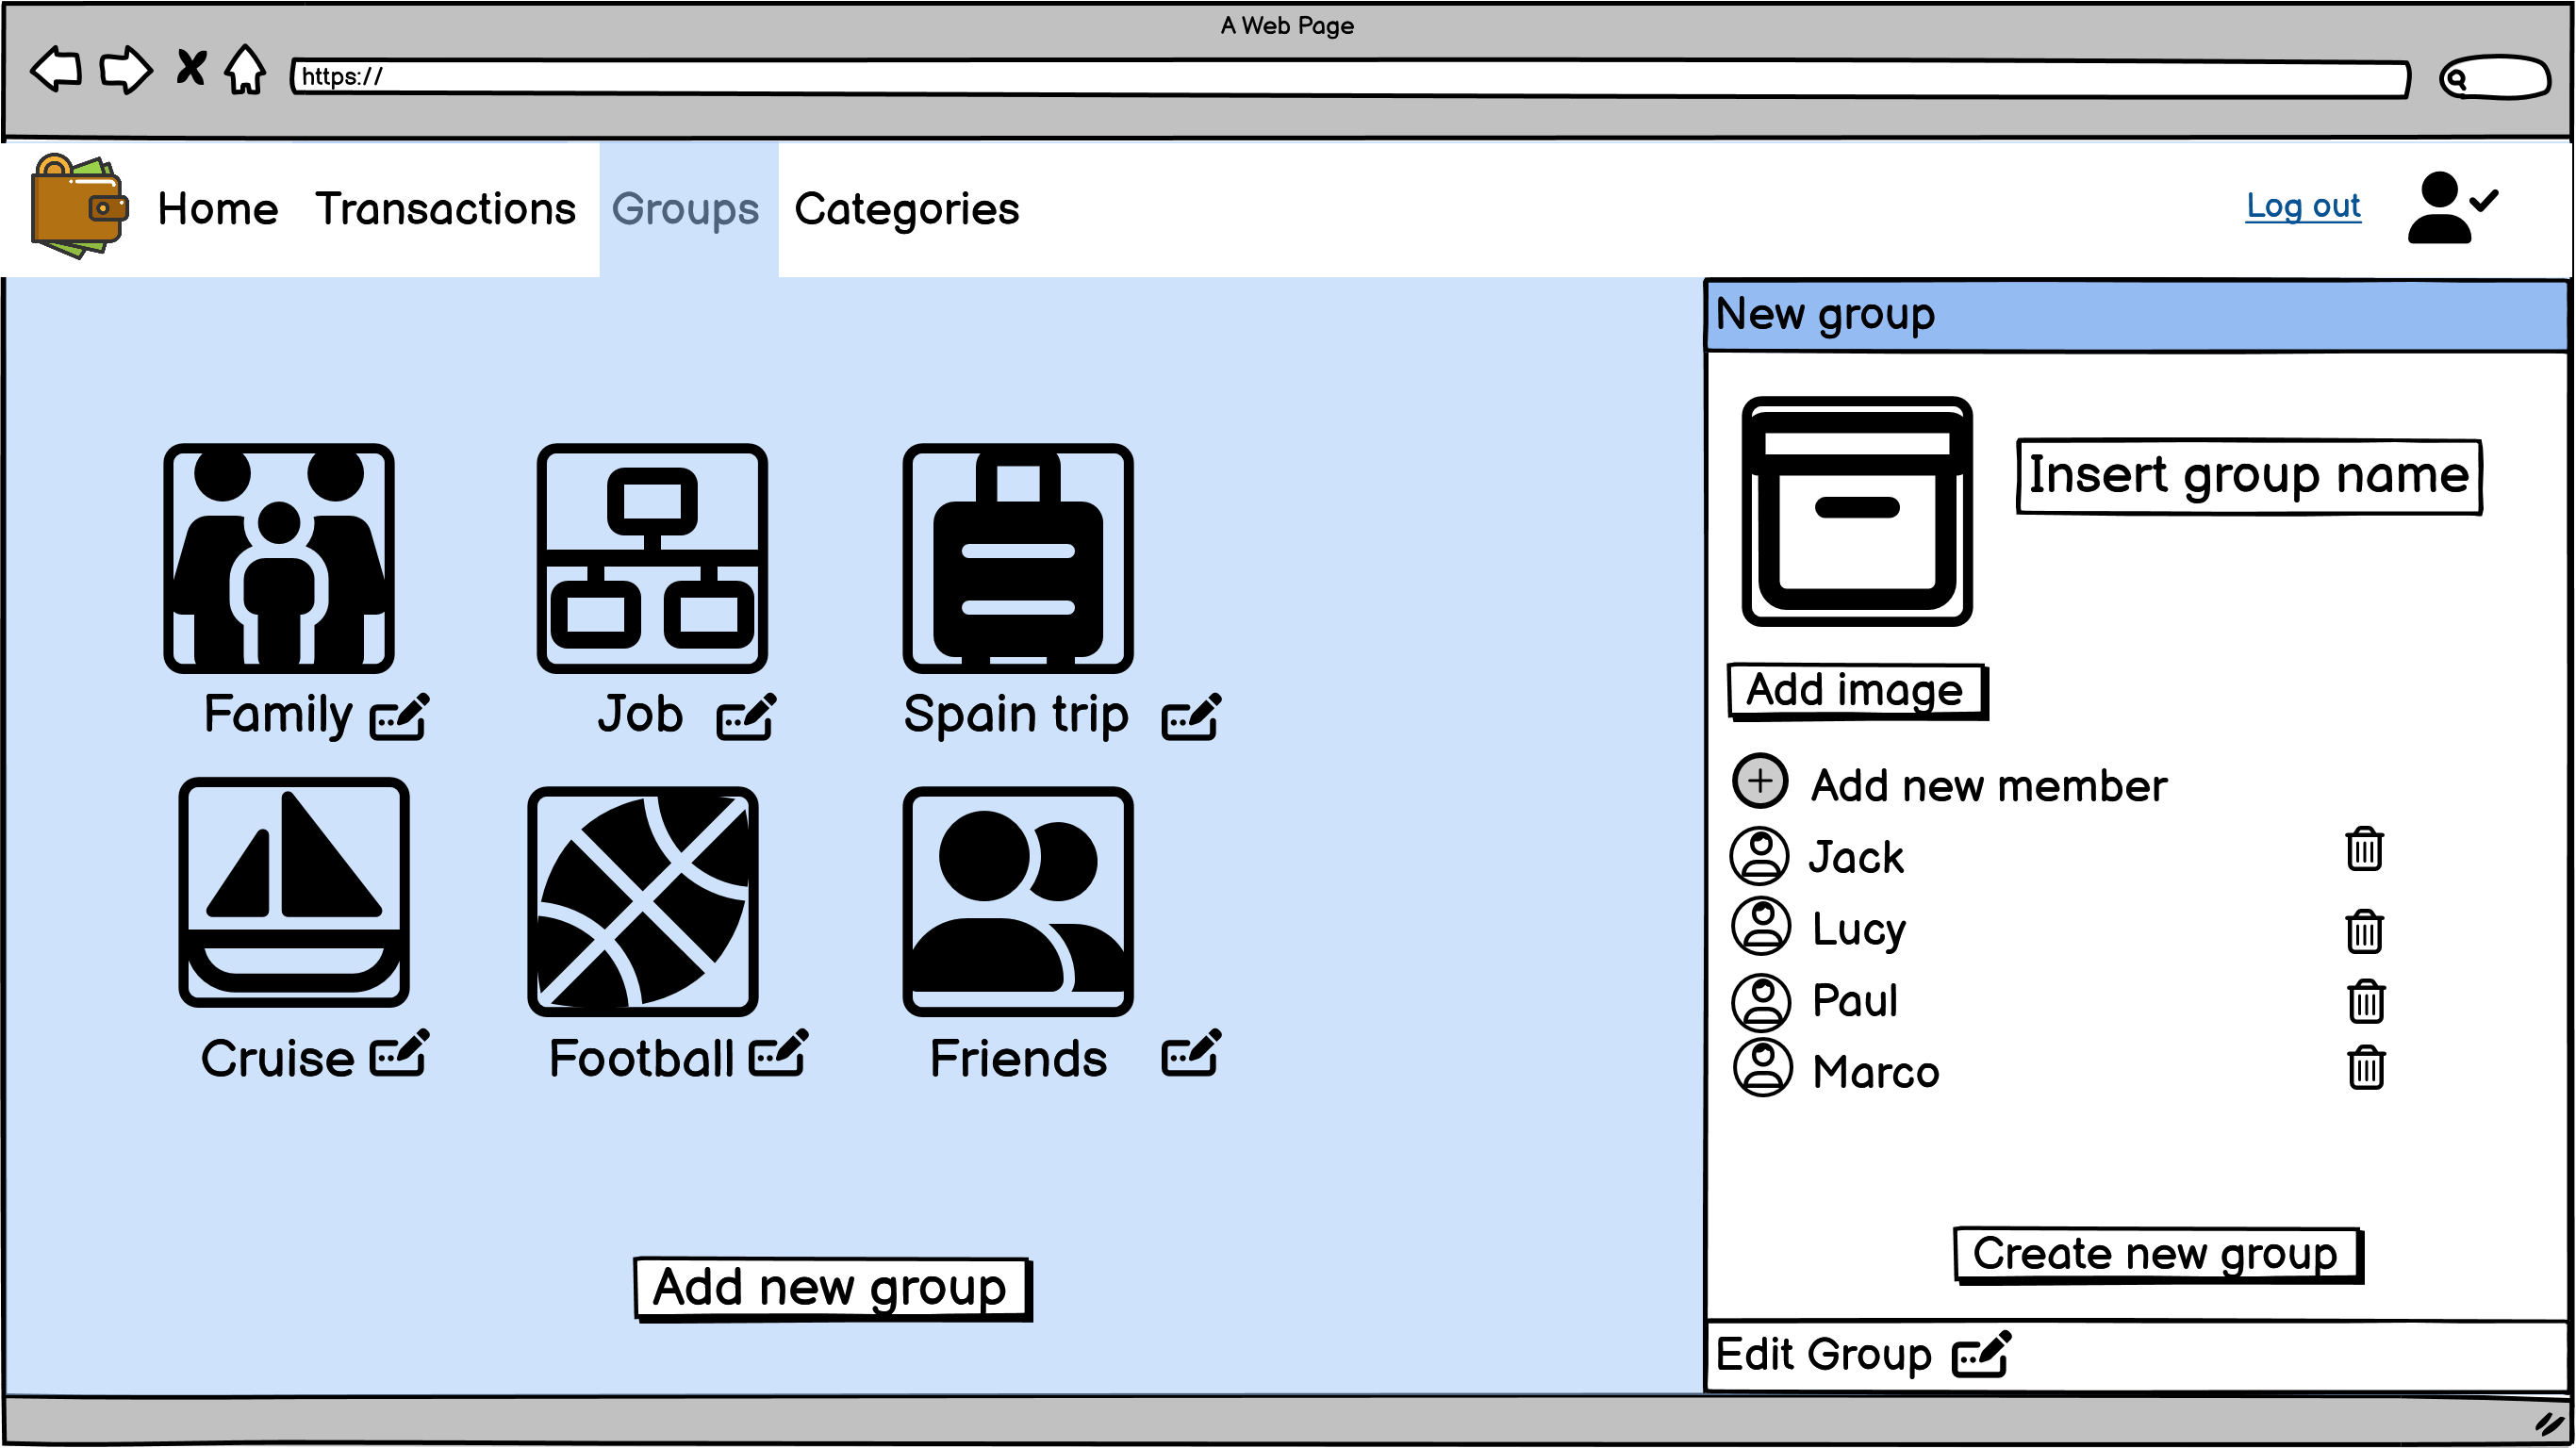 A Web Page
https://
Home Transactions Groups Categories Log out
New group
Insert group name
Add image
Add new member
Jack
Lucy
Paul
Marco
Create new group
Edit Group
Family Job Spain trip
Cruise Football Friends
Add new group